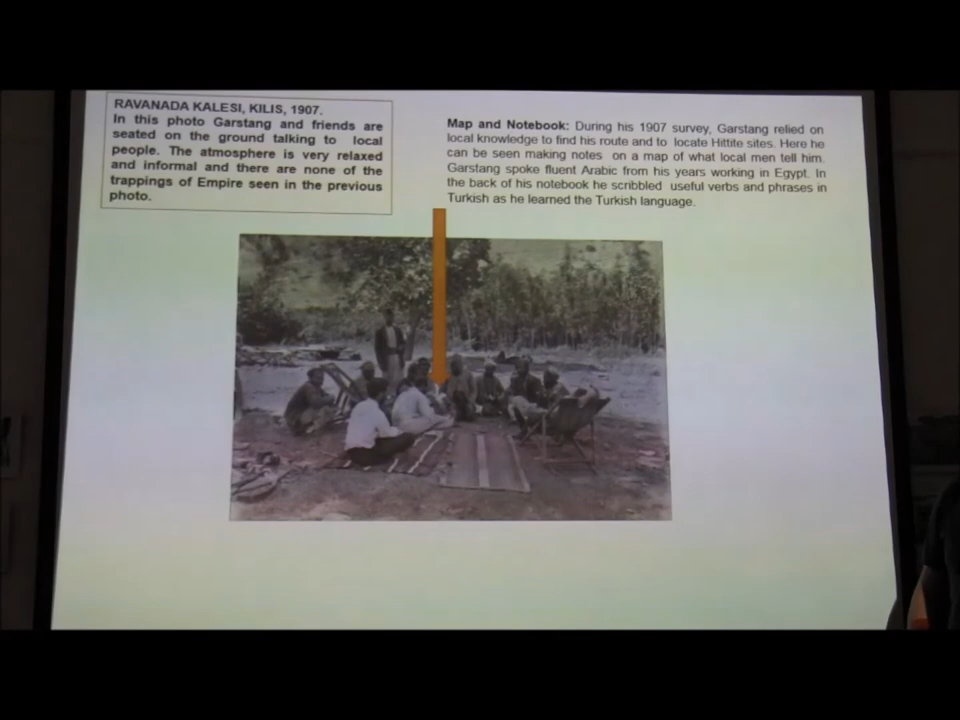 RAVANADA KALESI, KILIS, 1907.
In this photo Garstang and friends are
seated on the ground talking to local
people. The atmosphere is very relaxed
and informal and there are none of the
trappings of Empire seen in the previous
photo.
Map and Notebook: During his 1907 survey, Garstang relied on
local knowledge to find his route and to locate Hittite sites. Here he
can be seen making notes on a map of what local men tell him.
Garstang spoke fluent Arabic from his years working in Egypt. In
the back of his notebook he scribbled useful verbs and phrases in
Turkish as he learned the Turkish language.